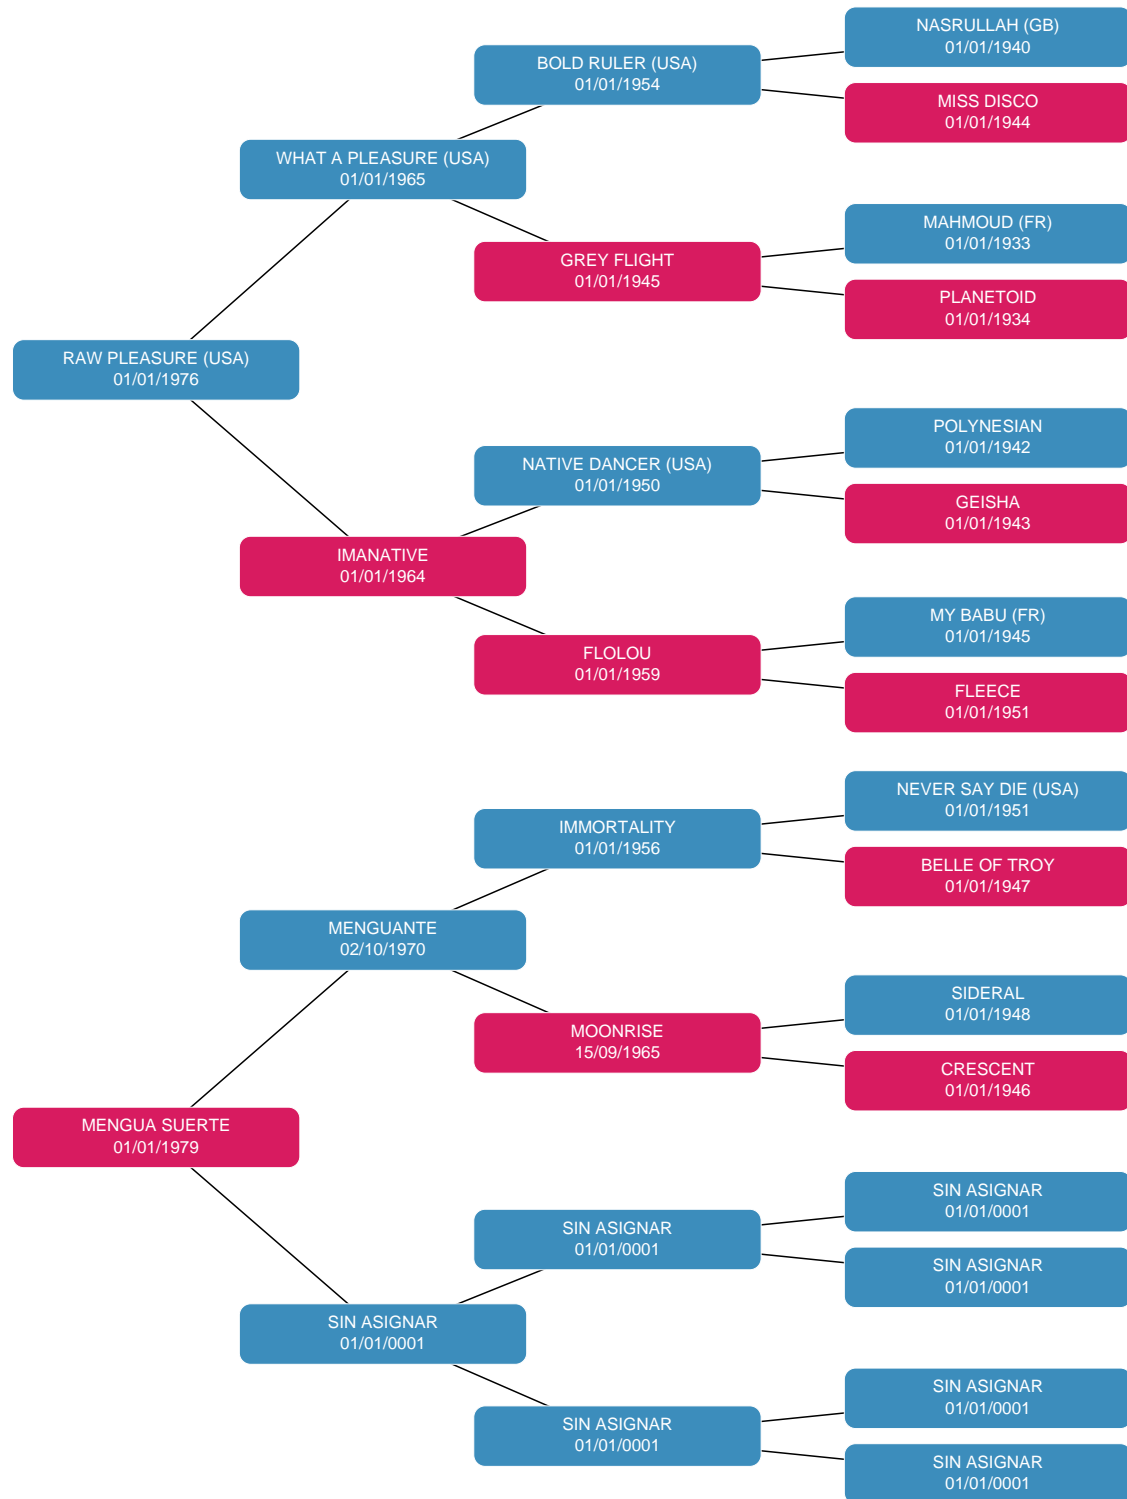 NASRULLAH (GB)
01/01/1940
BOLD RULER (USA)
01/01/1954
MISS DISCO
01/01/1944
WHAT A PLEASURE (USA)
01/01/1965
MAHMOUD (FR)
01/01/1933
GREY FLIGHT
01/01/1945
PLANETOID
01/01/1934
RAW PLEASURE (USA)
01/01/1976
POLYNESIAN
01/01/1942
NATIVE DANCER (USA)
01/01/1950
GEISHA
01/01/1943
IMANATIVE
01/01/1964
MY BABU (FR)
01/01/1945
FLOLOU
01/01/1959
FLEECE
01/01/1951
NEVER SAY DIE (USA)
01/01/1951
IMMORTALITY
01/01/1956
BELLE OF TROY
01/01/1947
MENGUANTE
02/10/1970
SIDERAL
01/01/1948
MOONRISE
15/09/1965
CRESCENT
01/01/1946
MENGUA SUERTE
01/01/1979
SIN ASIGNAR
01/01/0001
SIN ASIGNAR
01/01/0001
SIN ASIGNAR
01/01/0001
SIN ASIGNAR
01/01/0001
SIN ASIGNAR
01/01/0001
SIN ASIGNAR
01/01/0001
SIN ASIGNAR
01/01/0001